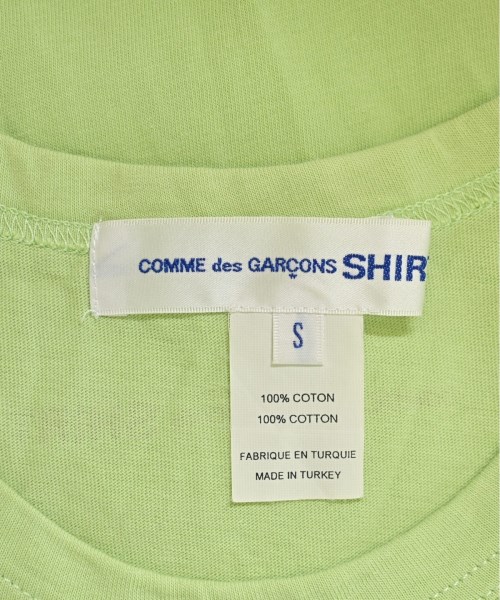 COMME des GARÇONS SHIR
S
100% COTON
100% COTTON
FABRIQUE EN TURQUIE
MADE IN TURKEY